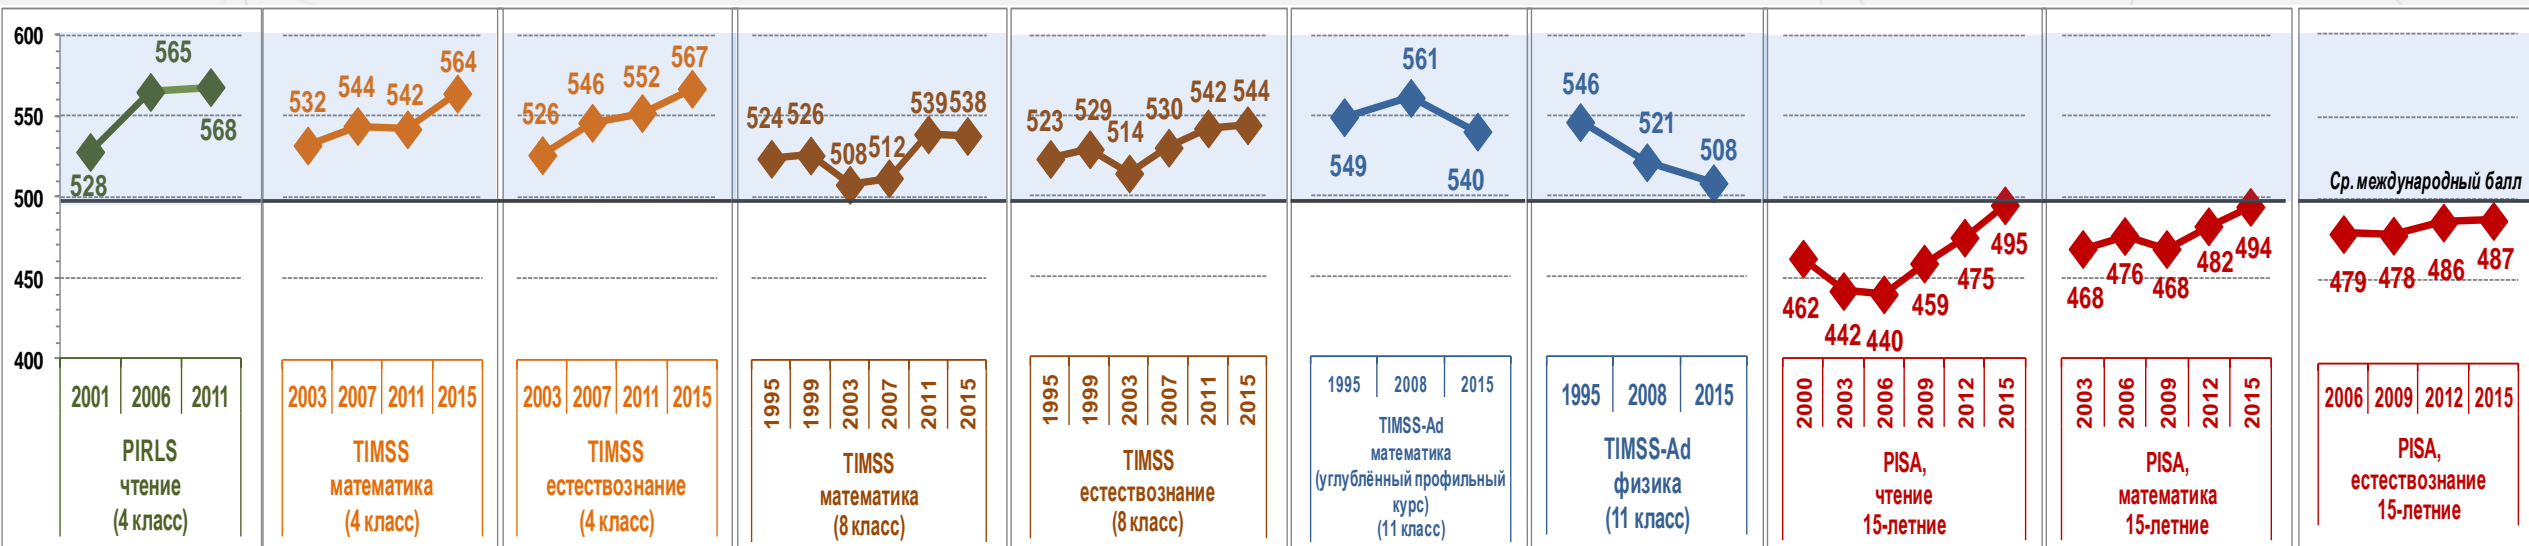 600
550
500
450
400
528
565
568
2001 2006 2011
PIRLS
чтение
(4 класс)
532
544
542
564
2003 2007 2011 2015
TIMSS
математика
(4 класс)
526
546
552
567
2003 2007 2011 2015
TIMSS
естествознание
(4 класс)
524
526
508
512
539
538
1995 1999 2003 2007 2011 2015
TIMSS
математика
(8 класс)
523
529
514
530
542
544
1995 1999 2003 2007 2011 2015
TIMSS
естествознание
(8 класс)
549
561
540
1995 2008 2015
TIMSS-Ad
математика
(углублённый профильный
курс)
(11 класс)
546
521
508
1995 2008 2015
TIMSS-Ad
физика
(11 класс)
462
442
440
459
475
495
2000 2003 2006 2009 2012 2015
PISA,
чтение
15-летние
468
476
468
482
494
2003 2006 2009 2012 2015
PISA,
математика
15-летние
Ср. международный балл
479
478
486
487
2006 2009 2012 2015
PISA,
естествознание
15-летние